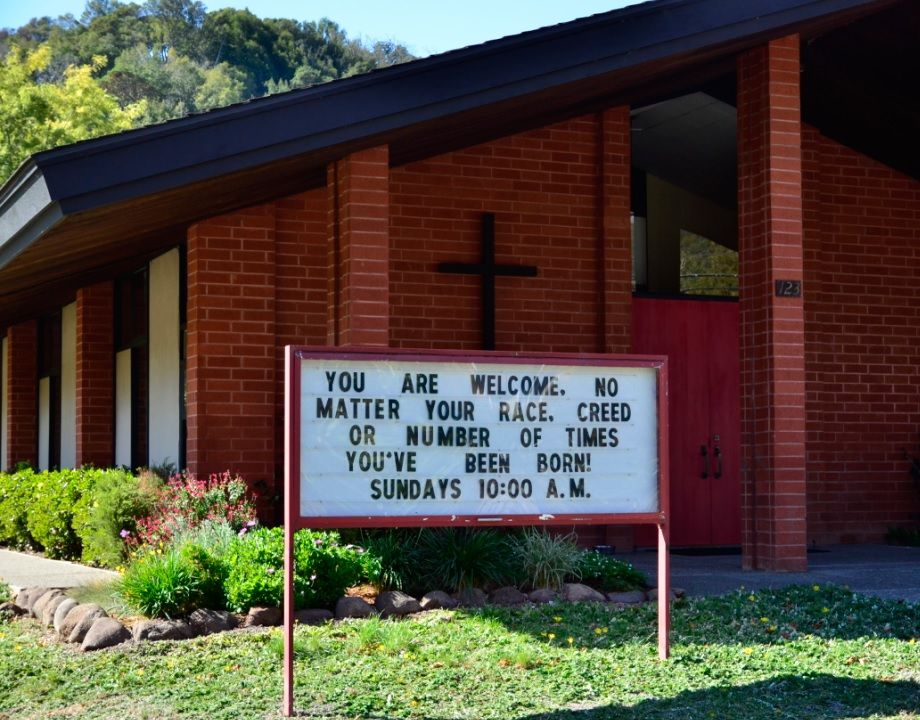 123
YOU ARE WELCOME. NO
MATTER YOUR RACE. CREED
OR NUMBER OF TIMES
YOU'VE BEEN BORN!
SUNDAYS 10:00 A.M.